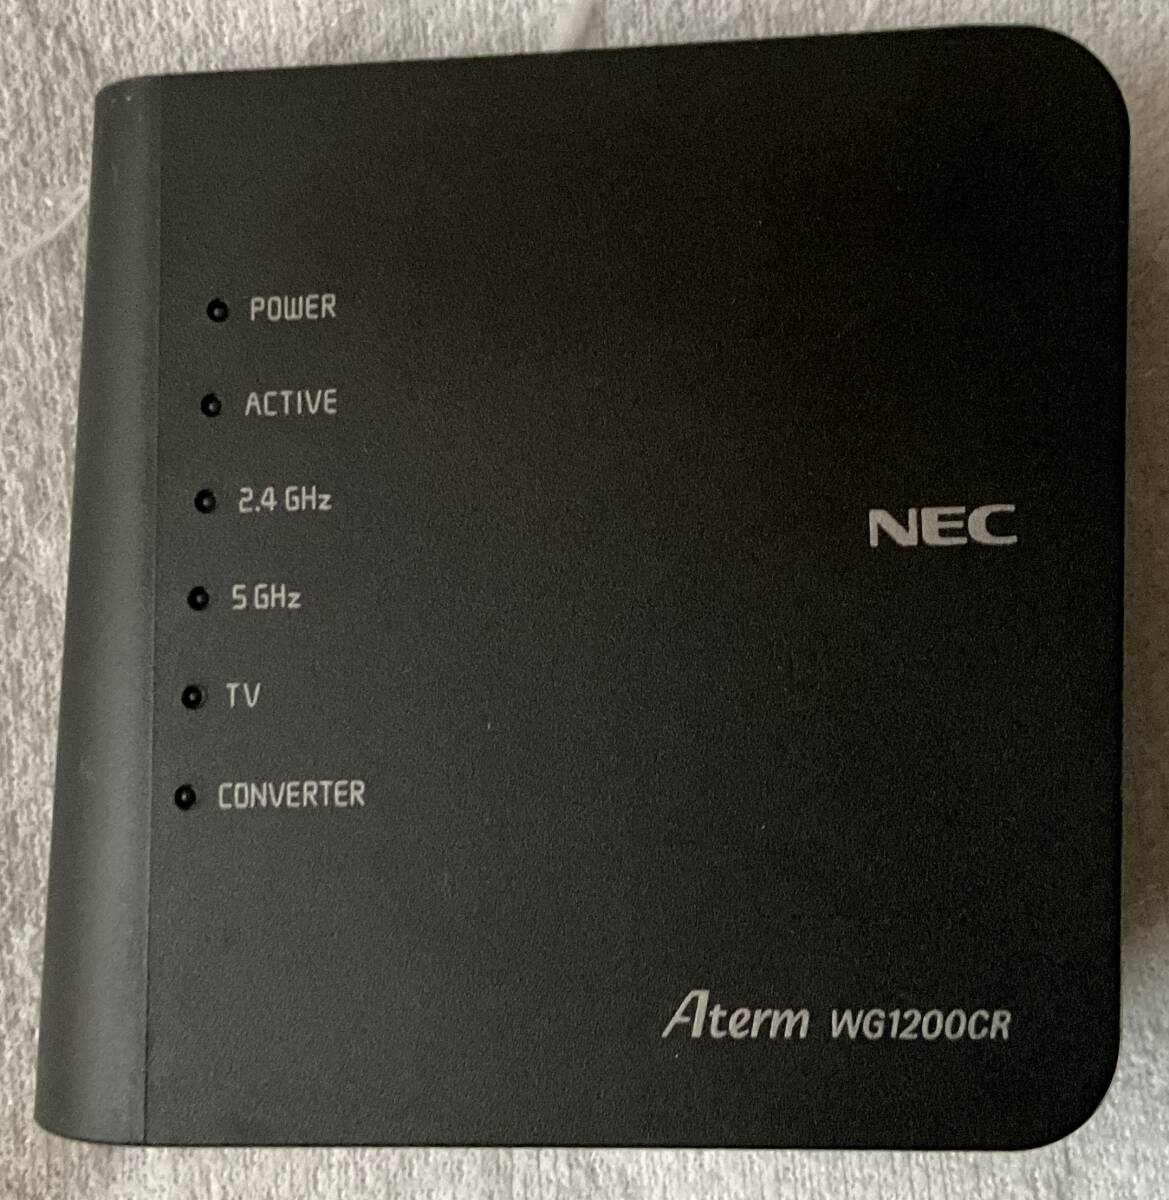 POWER
ACTIVE
2.4 GHz
NEC
5 GHz
TV
CONVERTER
Aterm WG1200CR